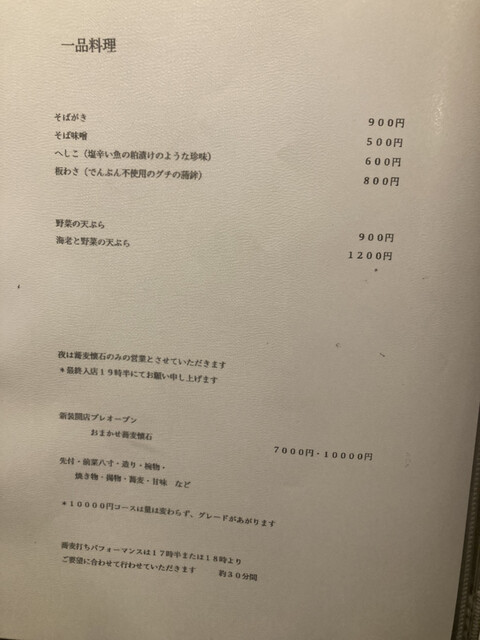 一品料理
そばがき 900円
そば味噌 500円
へしこ（塩辛い魚の粕漬けのような珍味） 600円
板わさ（でんぷん不使用のグチの蒲鉾） 800円
野菜の天ぷら 900円
海老と野菜の天ぷら 1200円
夜は蕎麦懐石のみの営業とさせていただきます
＊最終入店19時半にてお願い申し上げます
新装開店プレオープン
おまかせ蕎麦懐石 7000円・10000円
先付・前菜八寸・造り・椀物・
焼き物・揚物・蕎麦・甘味　など
＊10000円コースは量は変わらず、グレードがあがります
蕎麦打ちパフォーマンスは17時半または18時より
ご要望に合わせて行わせていただきます　約30分間